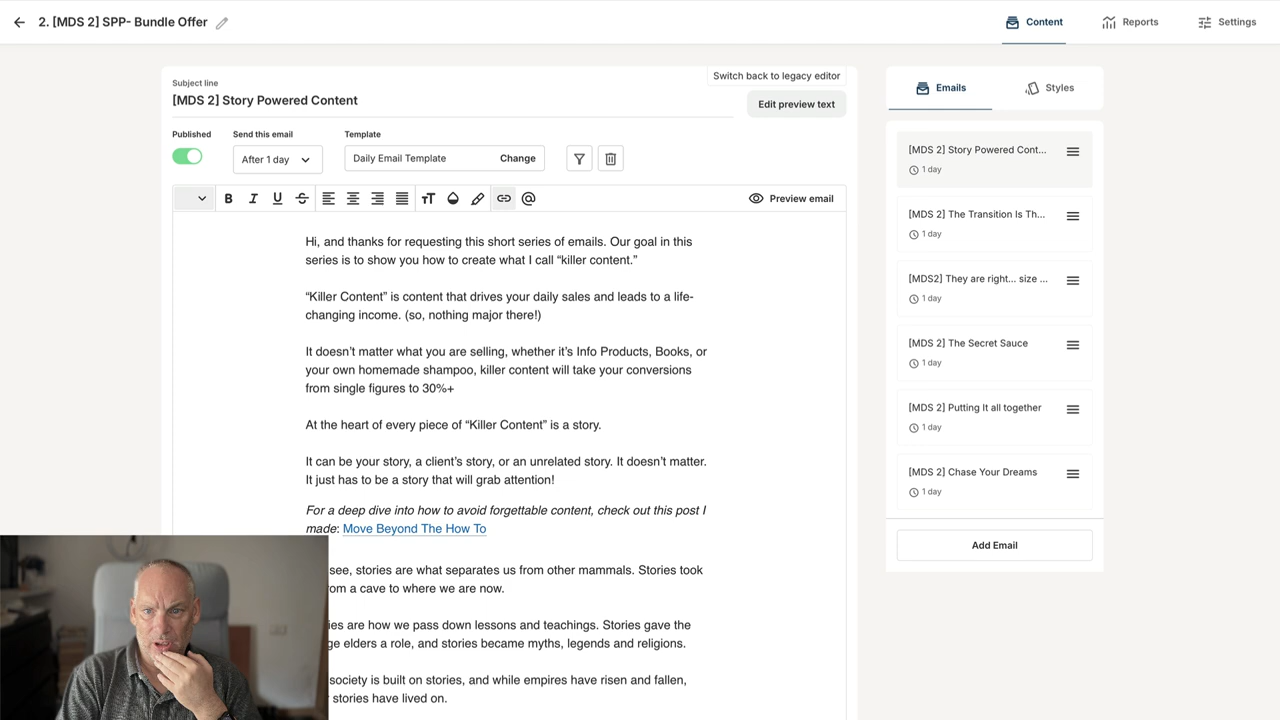 2. [MDS 2] SPP- Bundle Offer
Content
Reports
Settings
Subject line
Switch back to legacy editor
[MDS 2] Story Powered Content
Edit preview text
Published
Send this email
Template
After 1 day
Daily Email Template
Change
B I U S
TT
Preview email
Hi, and thanks for requesting this short series of emails. Our goal in this
series is to show you how to create what I call “killer content.”
“Killer Content” is content that drives your daily sales and leads to a life-
changing income. (so, nothing major there!)
It doesn’t matter what you are selling, whether it’s Info Products, Books, or
your own homemade shampoo, killer content will take your conversions
from single figures to 30%+
At the heart of every piece of “Killer Content” is a story.
It can be your story, a client’s story, or an unrelated story. It doesn’t matter.
It just has to be a story that will grab attention!
For a deep dive into how to avoid forgettable content, check out this post I
made: Move Beyond The How To
see, stories are what separates us from other mammals. Stories took
from a cave to where we are now.
are how we pass down lessons and teachings. Stories gave the
elders a role, and stories became myths, legends and religions.
society is built on stories, and while empires have risen and fallen,
stories have lived on.
Emails
Styles
[MDS 2] Story Powered Cont...
1 day
[MDS 2] The Transition Is Th...
1 day
[MDS2] They are right... size ...
1 day
[MDS 2] The Secret Sauce
1 day
[MDS 2] Putting It all together
1 day
[MDS 2] Chase Your Dreams
1 day
Add Email